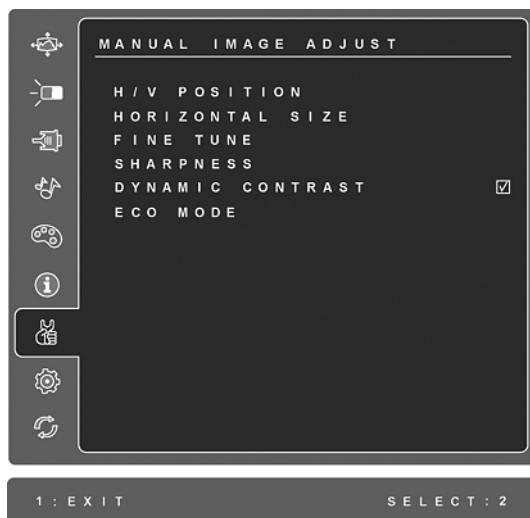 MANUAL IMAGE ADJUST
H/V POSITION
HORIZONTAL SIZE
FINE TUNE
SHARPNESS
DYNAMIC CONTRAST
ECO MODE
1:EXIT SELECT:2